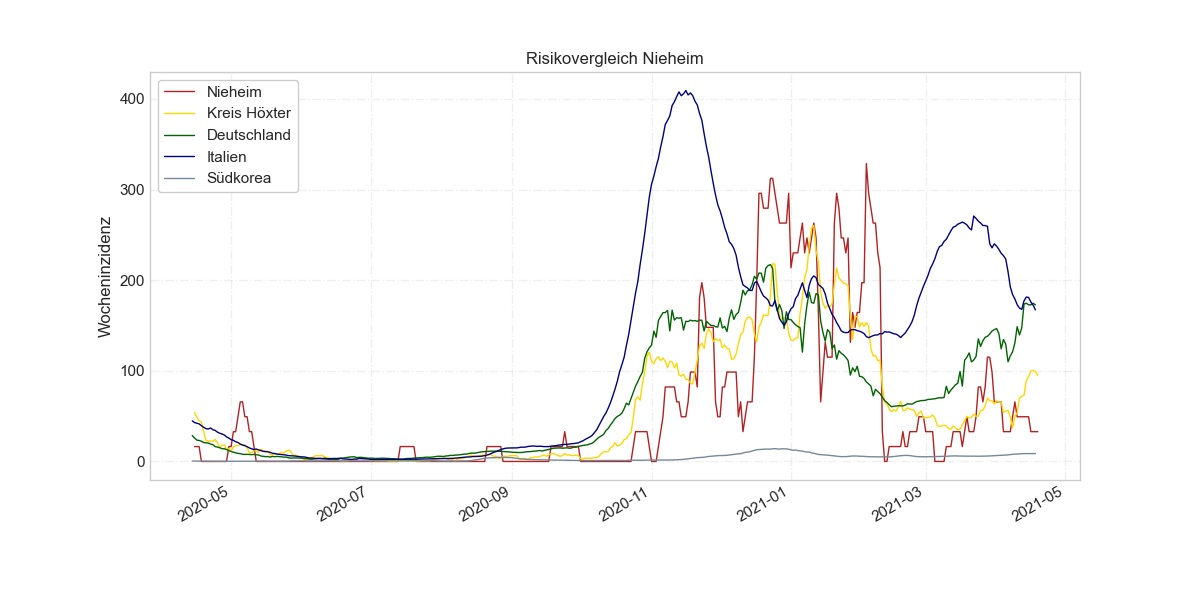 Risikovergleich Nieheim
Nieheim
Kreis Höxter
Deutschland
Italien
Südkorea
Wocheninzidenz
400
300
200
100
0
2020-05
2020-07
2020-09
2020-11
2021-01
2021-03
2021-05